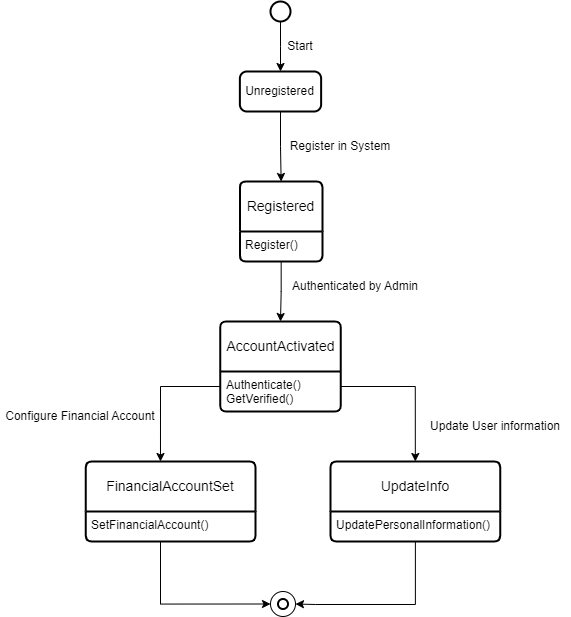 Start
Unregistered
Register in System
Registered
Register()
Authenticated by Admin
AccountActivated
Authenticate()
GetVerified()
Configure Financial Account
Update User information
FinancialAccountSet
SetFinancialAccount()
UpdateInfo
UpdatePersonalInformation()